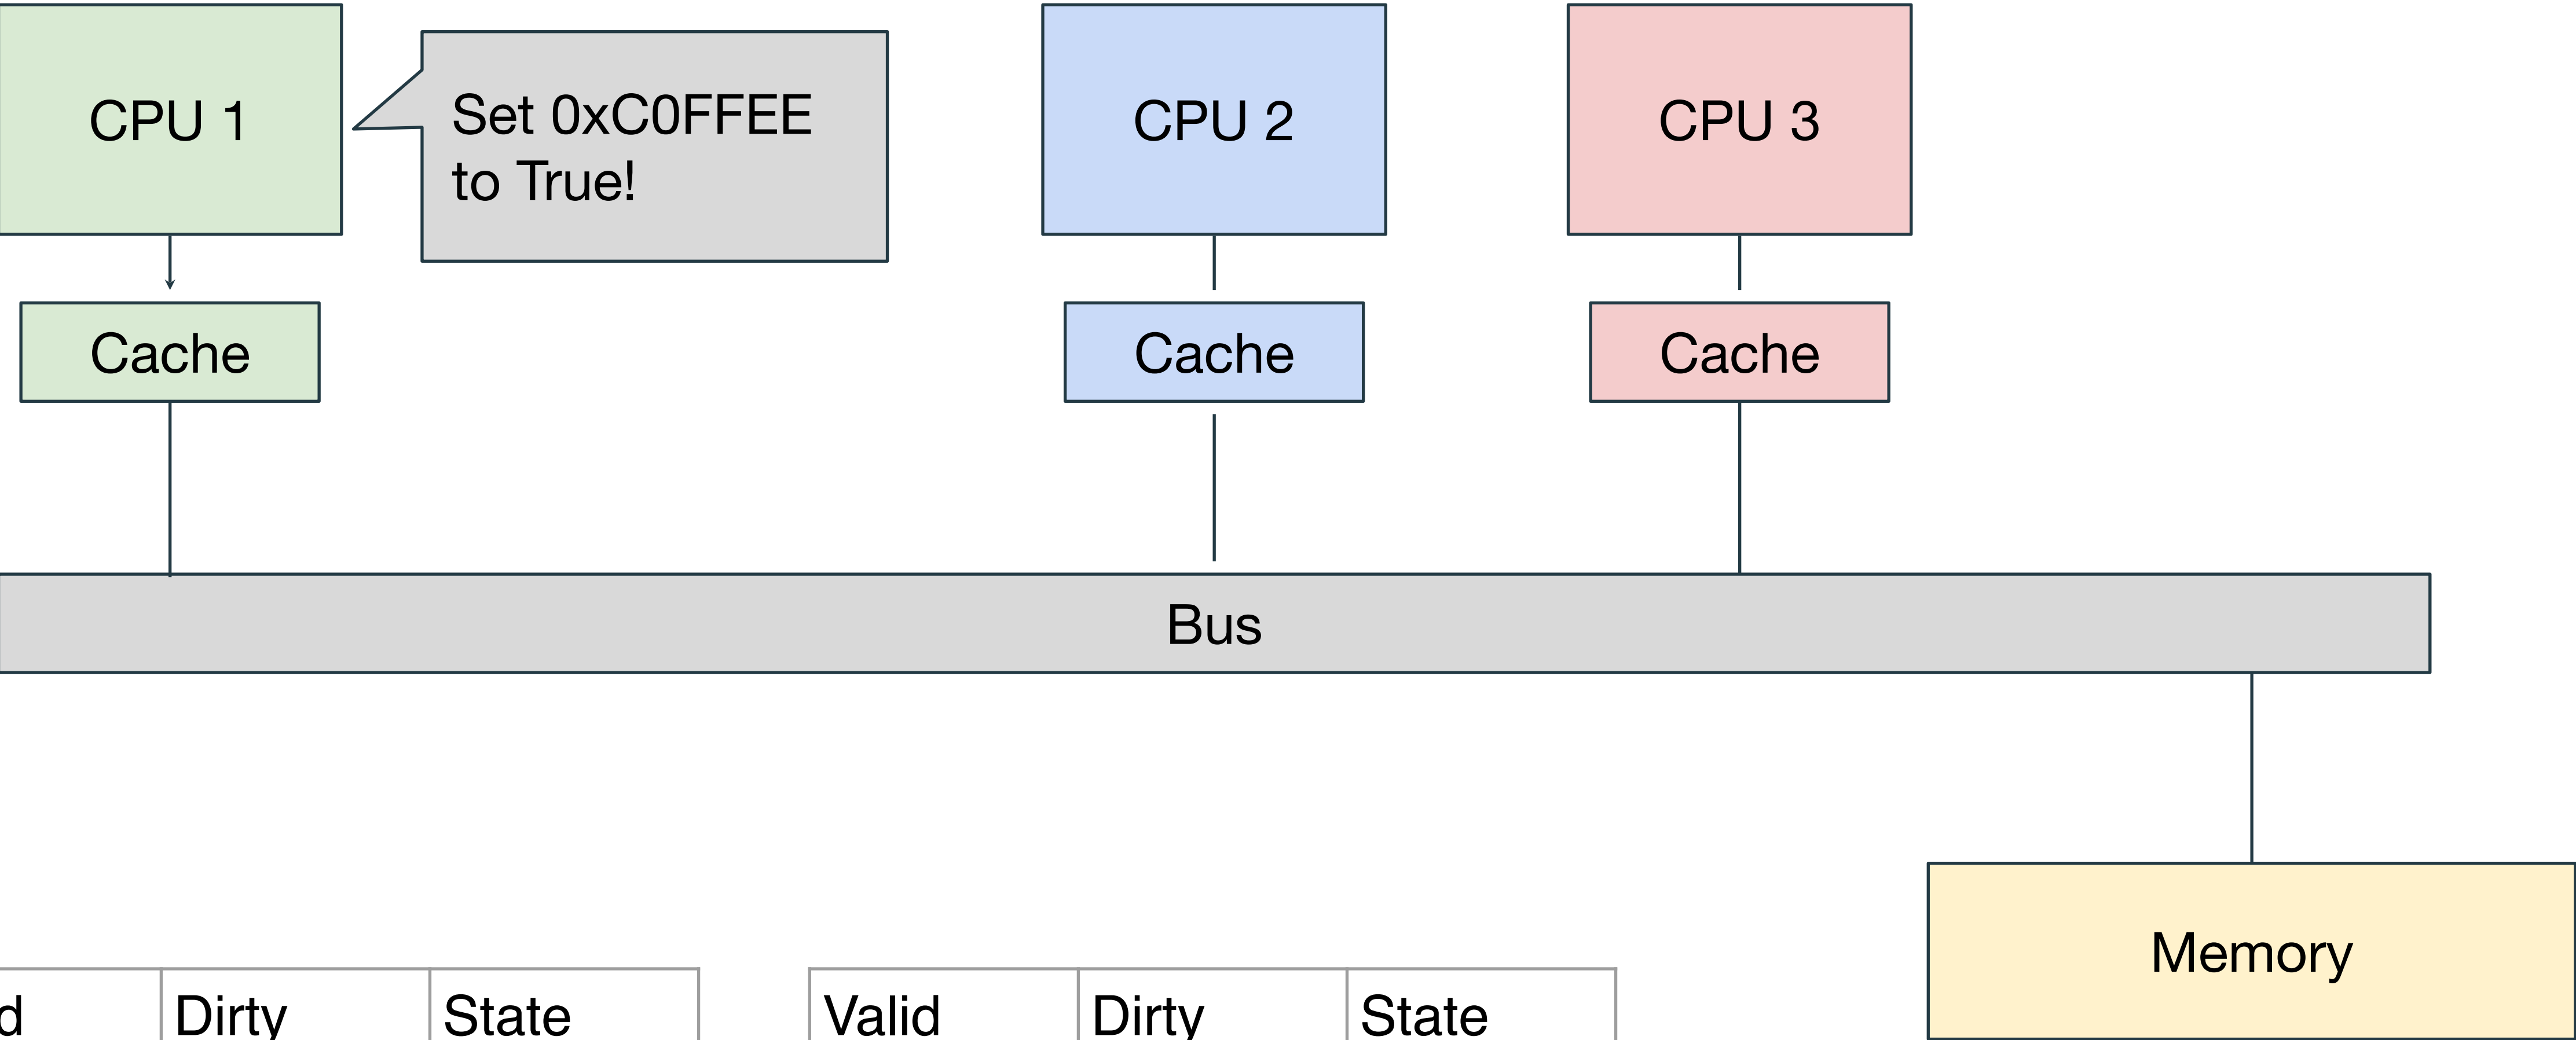 CPU 1
Set 0xC0FFEE
to True!
CPU 2
CPU 3
Cache
Cache
Cache
Bus
Memory
Dirty
State
Valid
Dirty
State